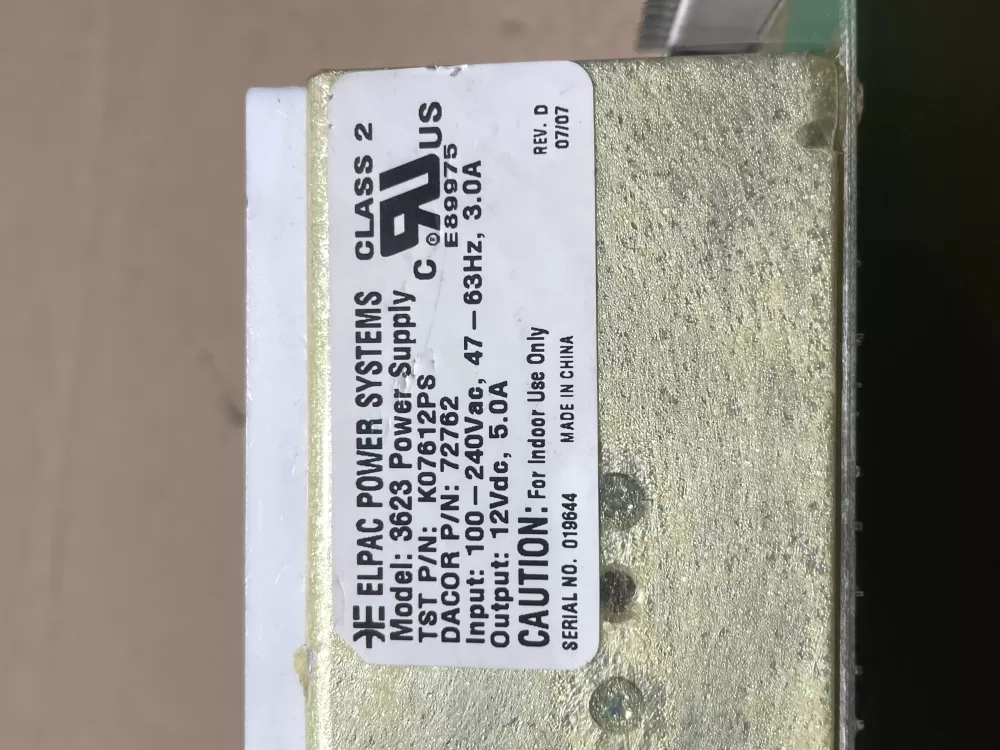 ELPAC POWER SYSTEMS CLASS 2
Model: 3623 Power Supply
TST P/N: K07612PS
C ® US
DACOR P/N: 72762
E89975
Input: 100-240Vac, 47-63Hz, 3.0A
Output: 12Vdc, 5.0A
CAUTION: For Indoor Use Only
REV. D
SERIAL NO. 019644 MADE IN CHINA 07/07